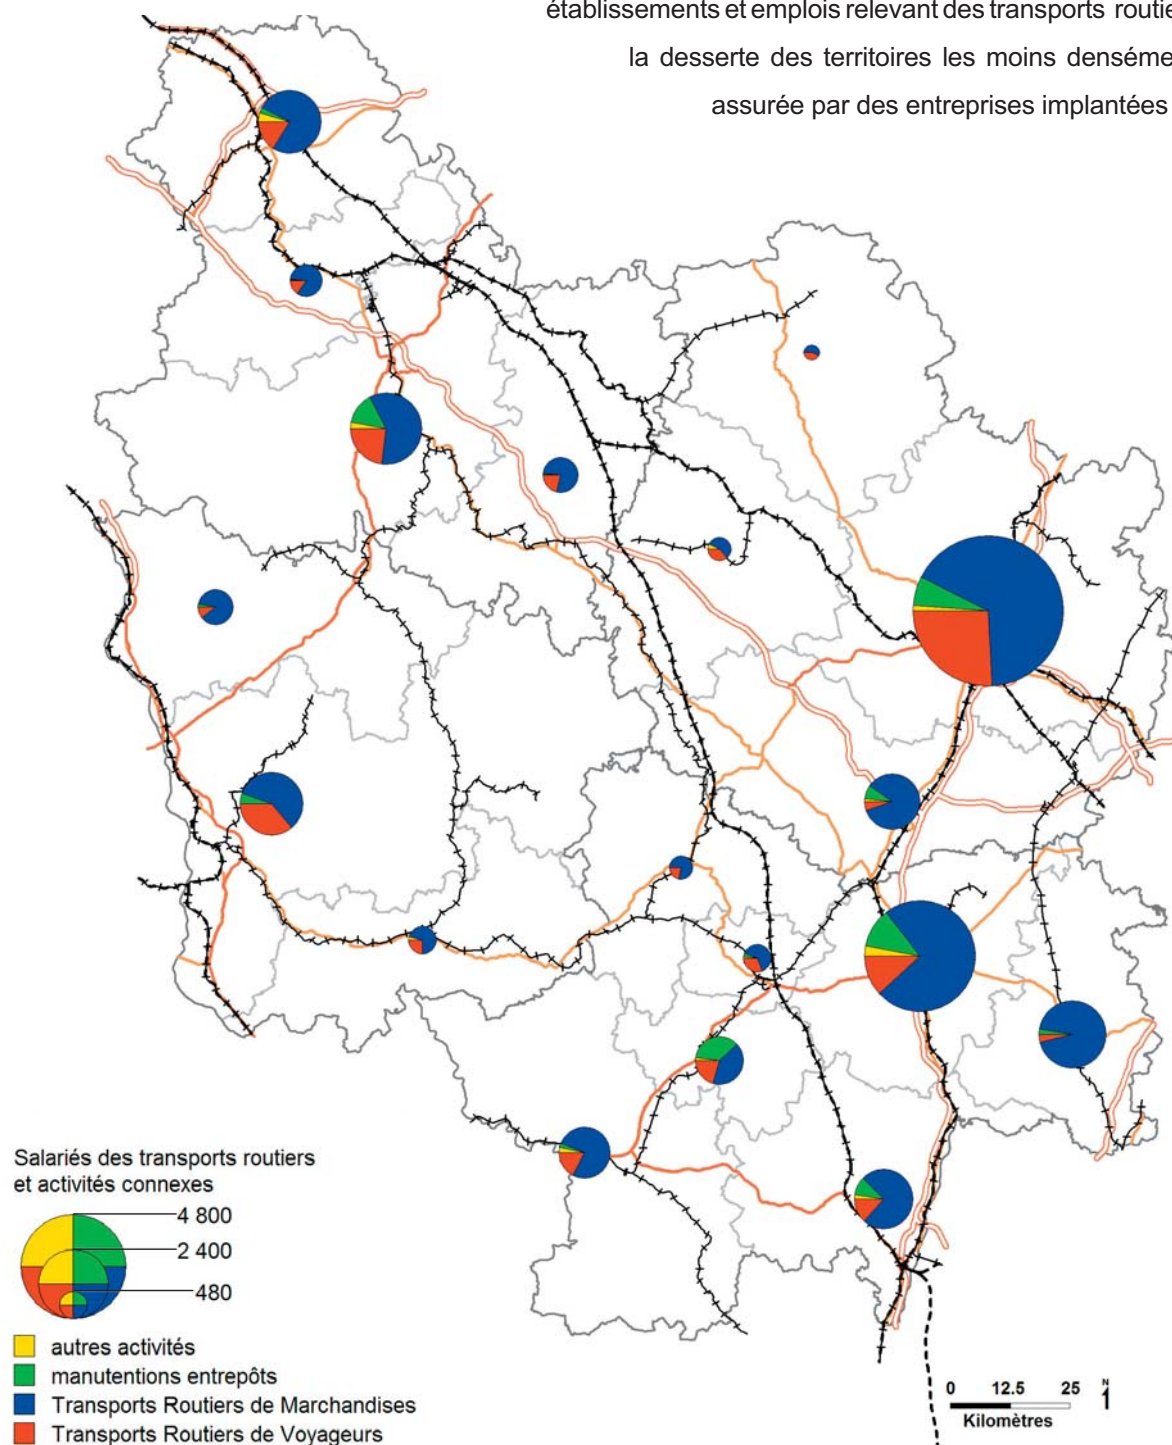 établissements et emplois relevant des transports
la desserte des territoires les moins
assurée par des entreprises implantées
Salariés des transports routiers
et activités connexes
4 800
2 400
480
autres activités
manutentions entrepôts
Transports Routiers de Marchandises
Transports Routiers de Voyageurs
0 12.5 25
Kilomètres
N